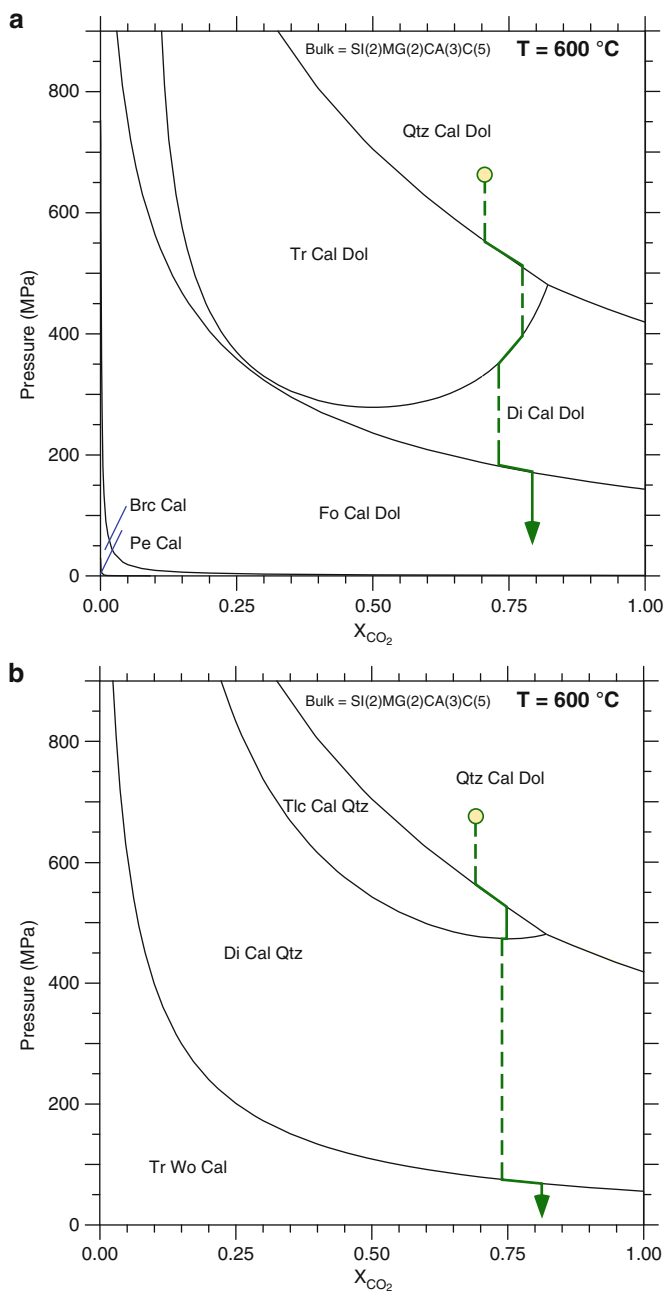 a
Bulk = SI(2)MG(2)CA(3)C(5) T = 600 °C
800
Qtz Cal Dol
600
Tr Cal Dol
Pressure (MPa)
400
Di Cal Dol
200
Brc Cal
Fo Cal Dol
Pe Cal
0
0.00 0.25 0.50 0.75 1.00
XCO2
b
Bulk = SI(2)MG(2)CA(3)C(5) T = 600 °C
800
Qtz Cal Dol
Tlc Cal Qtz
600
Di Cal Qtz
Pressure (MPa)
400
200
Tr Wo Cal
0
0.00 0.25 0.50 0.75 1.00
XCO2